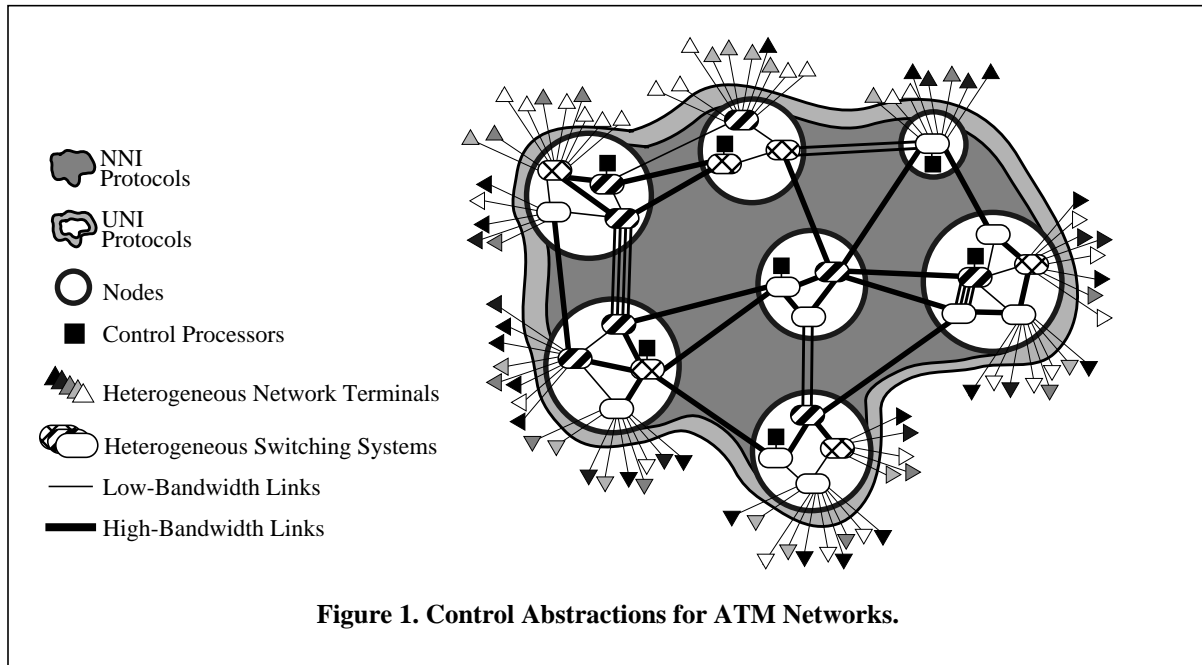 NNI
Protocols
UNI
Protocols
Nodes
Control Processors
Heterogeneous Network Terminals
Heterogeneous Switching Systems
Low-Bandwidth Links
High-Bandwidth Links
Figure 1. Control Abstractions for ATM Networks.